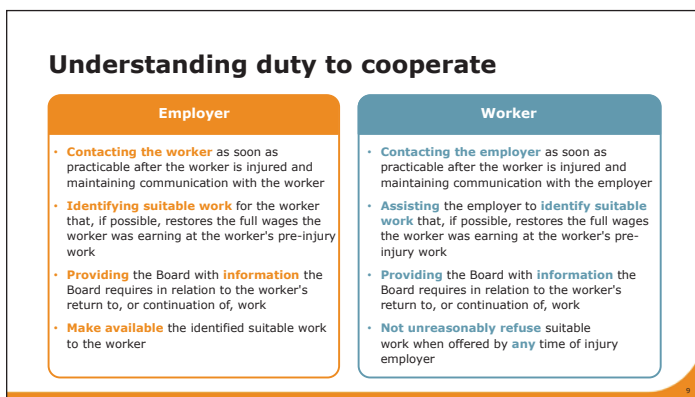 Understanding duty to cooperate
Employer
• Contacting the worker as soon as
practicable after the worker is injured and
maintaining communication with the worker
• Identifying suitable work for the worker
that, if possible, restores the full wages the
worker was earning at the worker's pre-injury
work
• Providing the Board with information the
Board requires in relation to the worker's
return to, or continuation of, work
• Make available the identified suitable work
to the worker
Worker
• Contacting the employer as soon as
practicable after the worker is injured and
maintaining communication with the employer
• Assisting the employer to identify suitable
work that, if possible, restores the full wages
the worker was earning at the worker's pre-
injury work
• Providing the Board with information the
Board requires in relation to the worker's
return to, or continuation of, work
• Not unreasonably refuse suitable
work when offered by any time of injury
employer
9